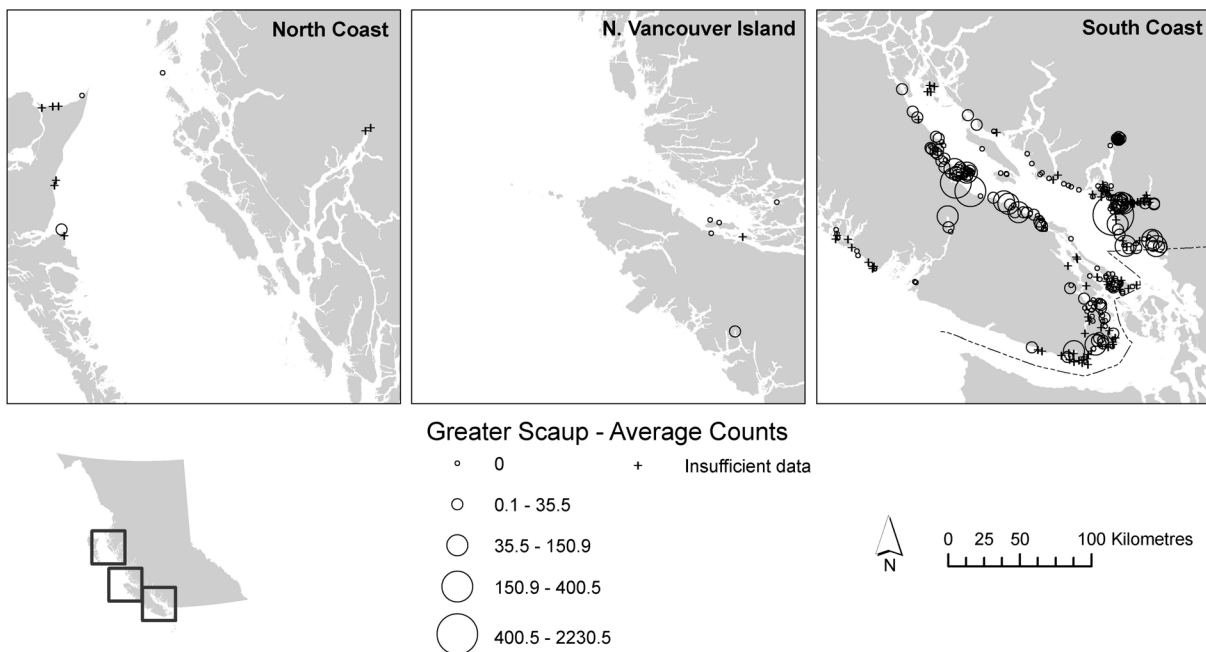 North Coast
N. Vancouver Island
South Coast
Greater Scaup - Average Counts
0
Insufficient data
0.1 - 35.5
35.5 - 150.9
150.9 - 400.5
400.5 - 2230.5
N
0 25 50 100 Kilometres